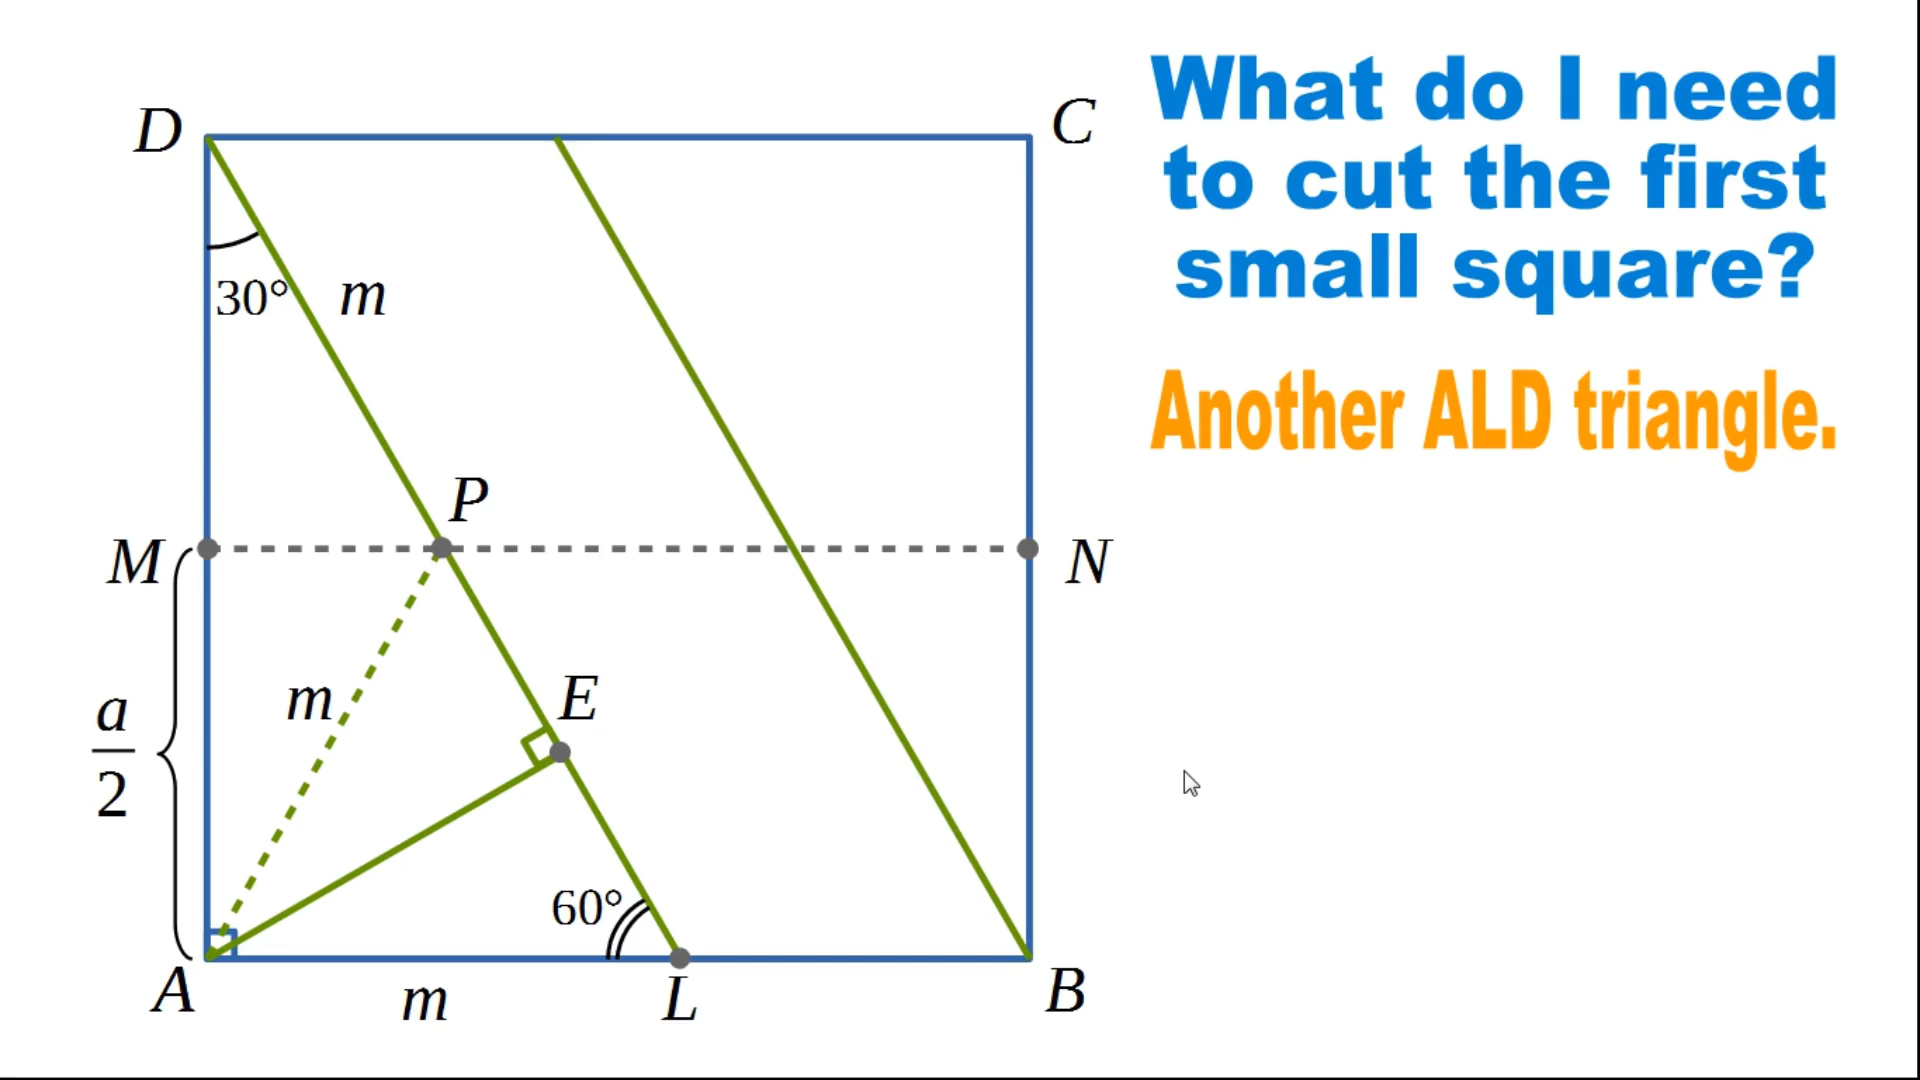 What do I need
to cut the first
small square?
Another ALD triangle.
D
C
30°
m
P
M
N
E
m
a
2
60°
A
m
L
B